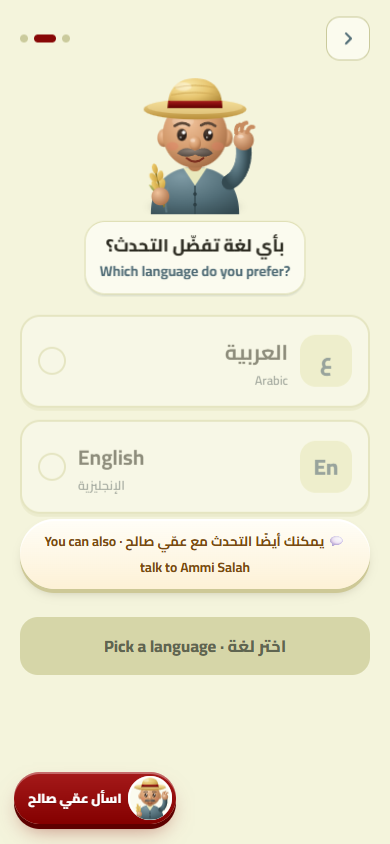 بأي لغة تفضّل التحدث؟
Which language do you prefer?
ع
العربية
Arabic
En
English
الإنجليزية
💬 يمكنك أيضًا التحدث مع عمّي صالح · You can also
talk to Ammi Salah
اختر لغة · Pick a language
اسأل عمّي صالح